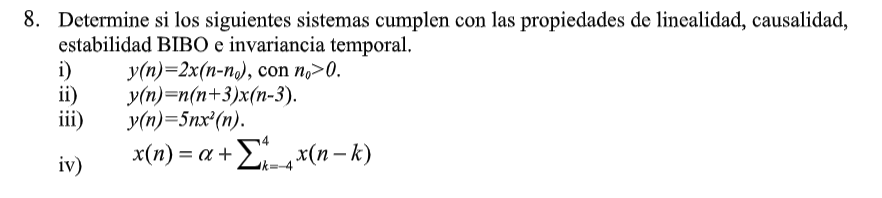 8. Determine si los siguientes sistemas cumplen con las propiedades de linealidad, causalidad,
estabilidad BIBO e invariancia temporal.
i) y(n)=2x(n-n₀), con n₀>0.
ii) y(n)=n(n+3)x(n-3).
iii) y(n)=5nx²(n).
iv) x(n) = α + ∑⁴ₖ₌₋₄ x(n – k)